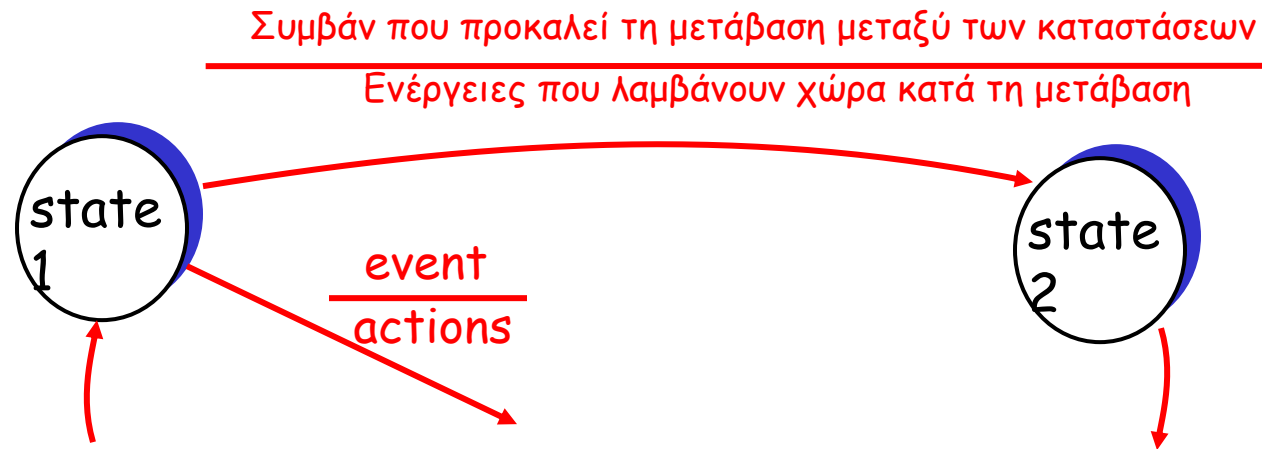 Συμβάν που προκαλεί τη μετάβαση μεταξύ των καταστάσεων
Ενέργειες που λαμβάνουν χώρα κατά τη μετάβαση
state
1
event
actions
state
2